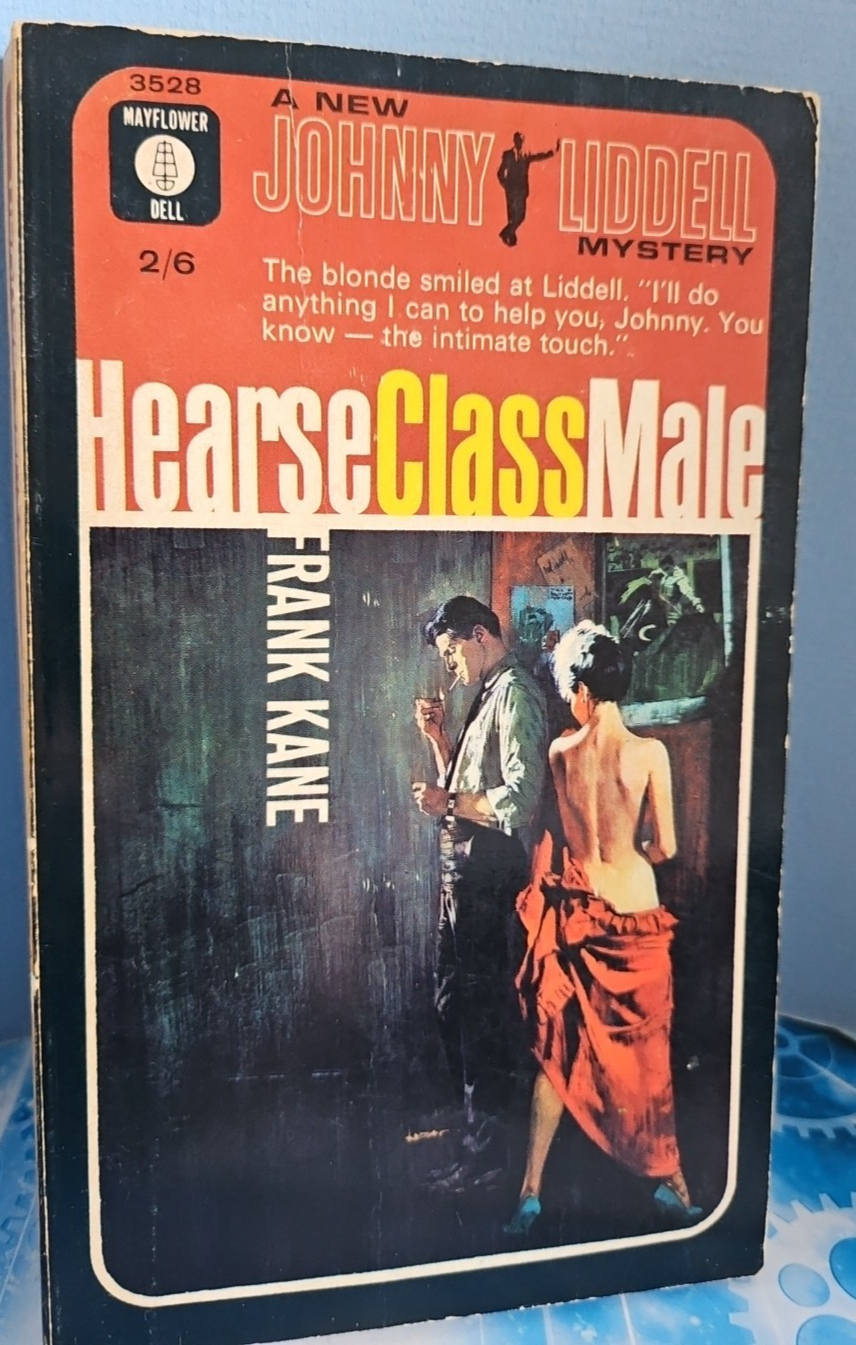 3528
MAYFLOWER
DELL
2/6
A NEW
JOHNNY LIDDELL
MYSTERY
The blonde smiled at Liddell. "I'll do
anything I can to help you, Johnny. You
know — the intimate touch."
HearseClassMale
FRANK KANE